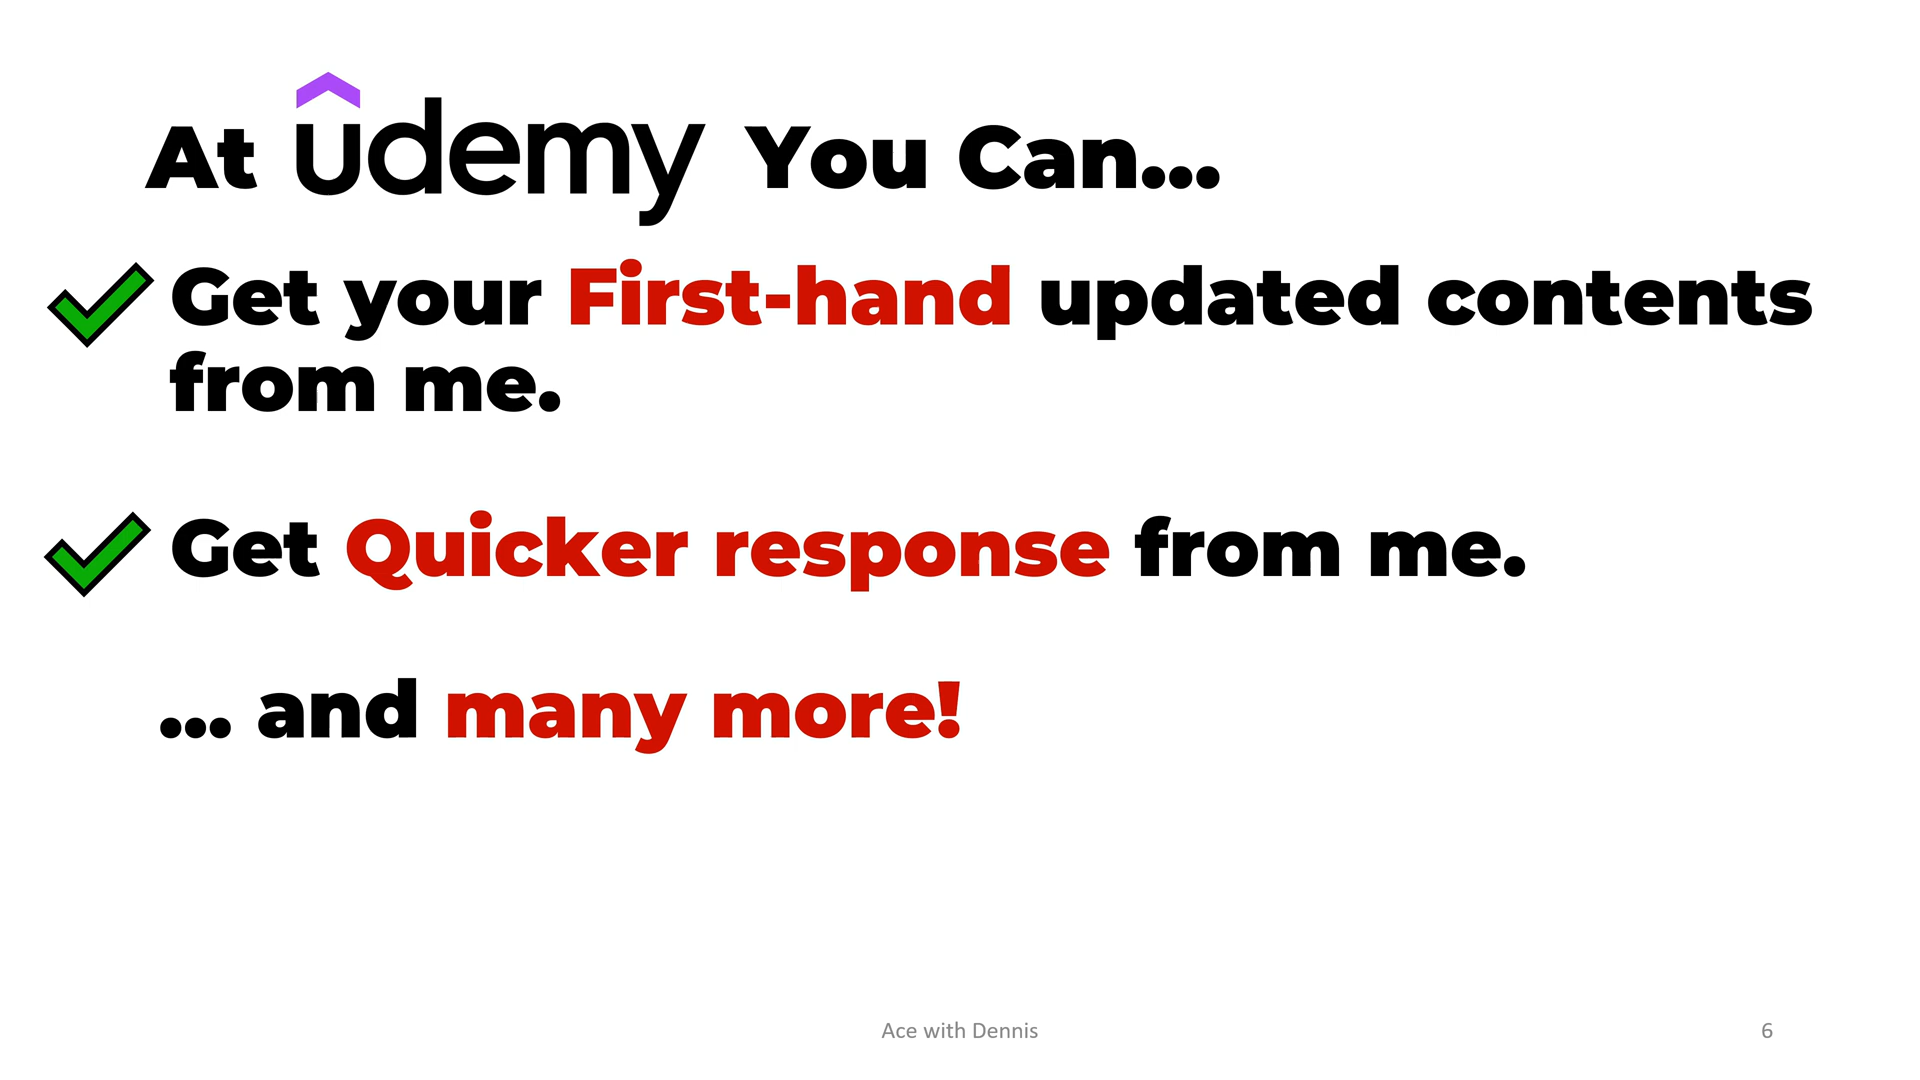 At udemy You Can...
Get your First-hand updated contents
from me.
Get Quicker response from me.
... and many more!
Ace with Dennis
6